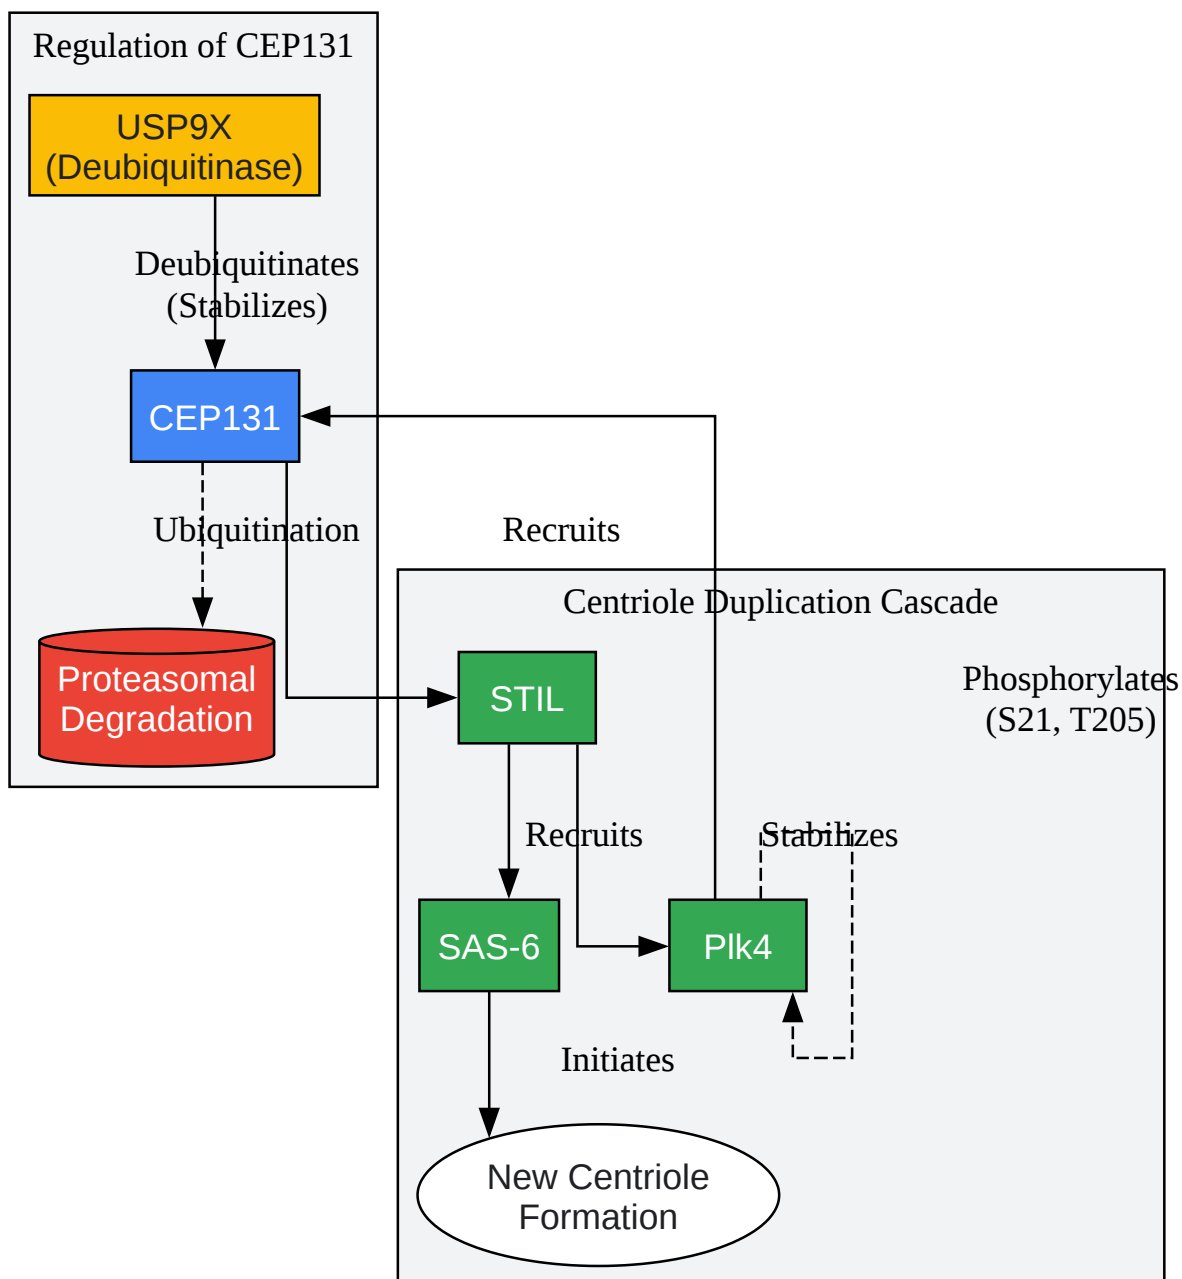 Regulation of CEP131
USP9X
(Deubiquitinase)
Deubiquitinates
(Stabilizes)
CEP131
Ubiquitination
Recruits
Proteasomal
Degradation
Centriole Duplication Cascade
STIL
Phosphorylates
(S21, T205)
Recruits
Stabilizes
SAS-6
Plk4
Initiates
New Centriole
Formation